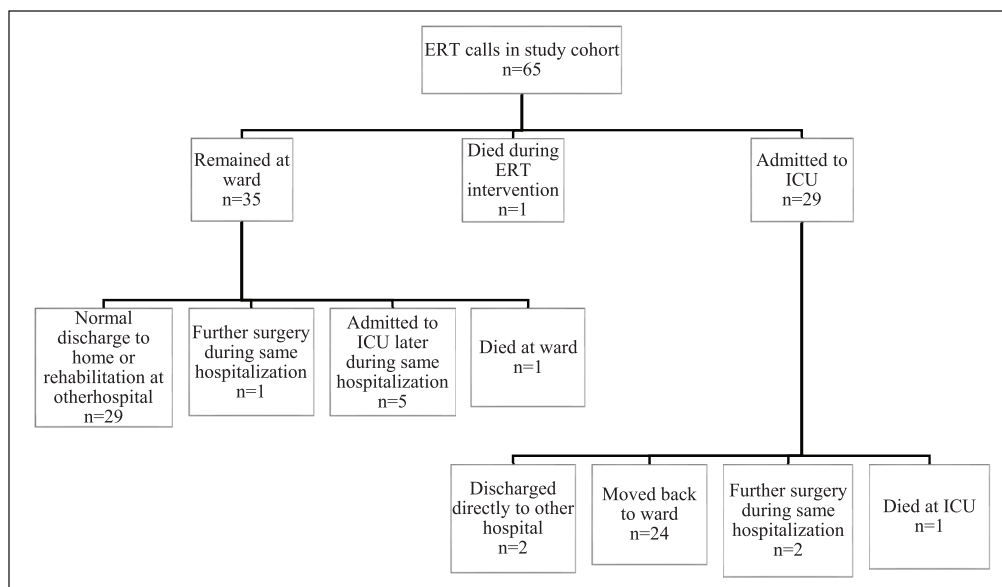 ERT calls in study cohort
n=65
Remained at
ward
n=35
Died during
ERT
intervention
n=1
Admitted to
ICU
n=29
Normal
discharge to
home or
rehabilitation at
otherhospital
n=29
Further surgery
during same
hospitalization
n=1
Admitted to
ICU later during
same
hospitalization
n=5
Died at ward
n=1
Discharged
directly to other
hospital
n=2
Moved back
to ward
n=24
Further surgery
during same
hospitalization
n=2
Died at ICU
n=1